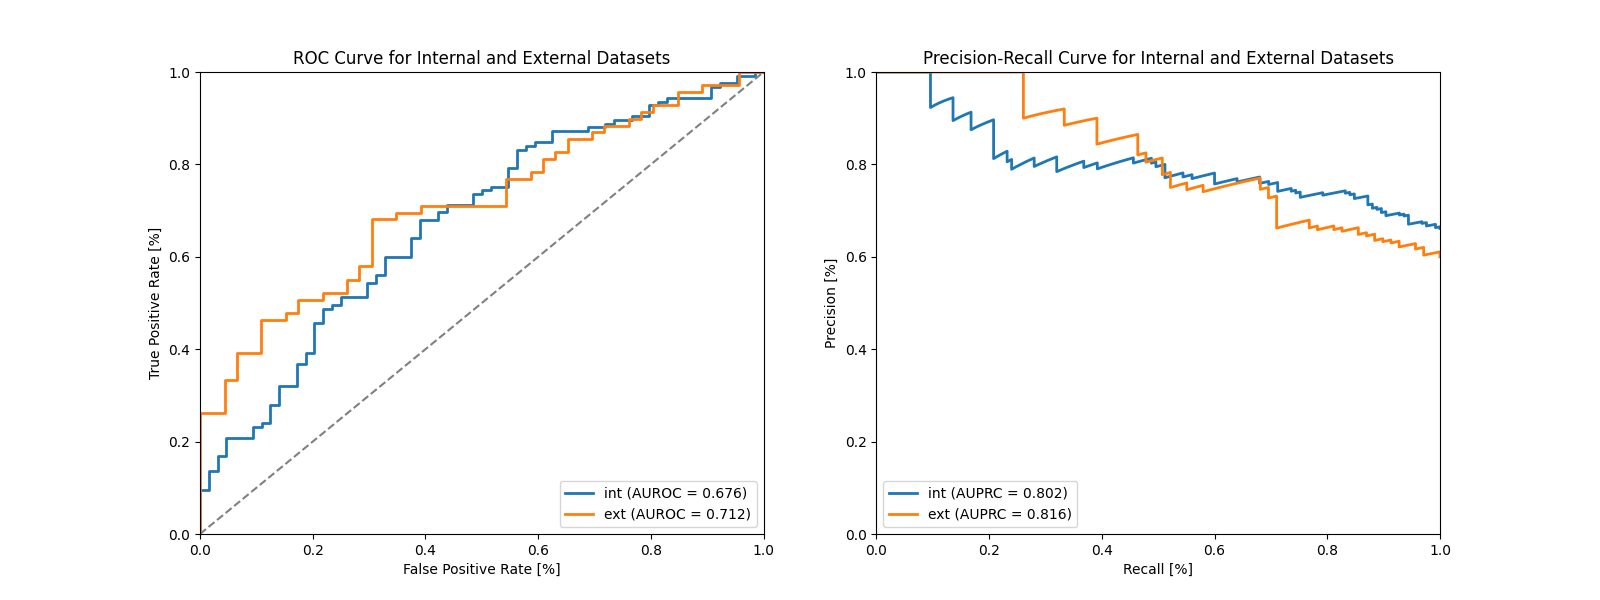 ROC Curve for Internal and External Datasets
1.0
0.8
0.6
0.4
0.2
0.0
True Positive Rate [%]
int (AUROC = 0.676)
ext (AUROC = 0.712)
0.0 0.2 0.4 0.6 0.8 1.0
False Positive Rate [%]
Precision-Recall Curve for Internal and External Datasets
1.0
0.8
0.6
0.4
0.2
0.0
Precision [%]
int (AUPRC = 0.802)
ext (AUPRC = 0.816)
0.0 0.2 0.4 0.6 0.8 1.0
Recall [%]